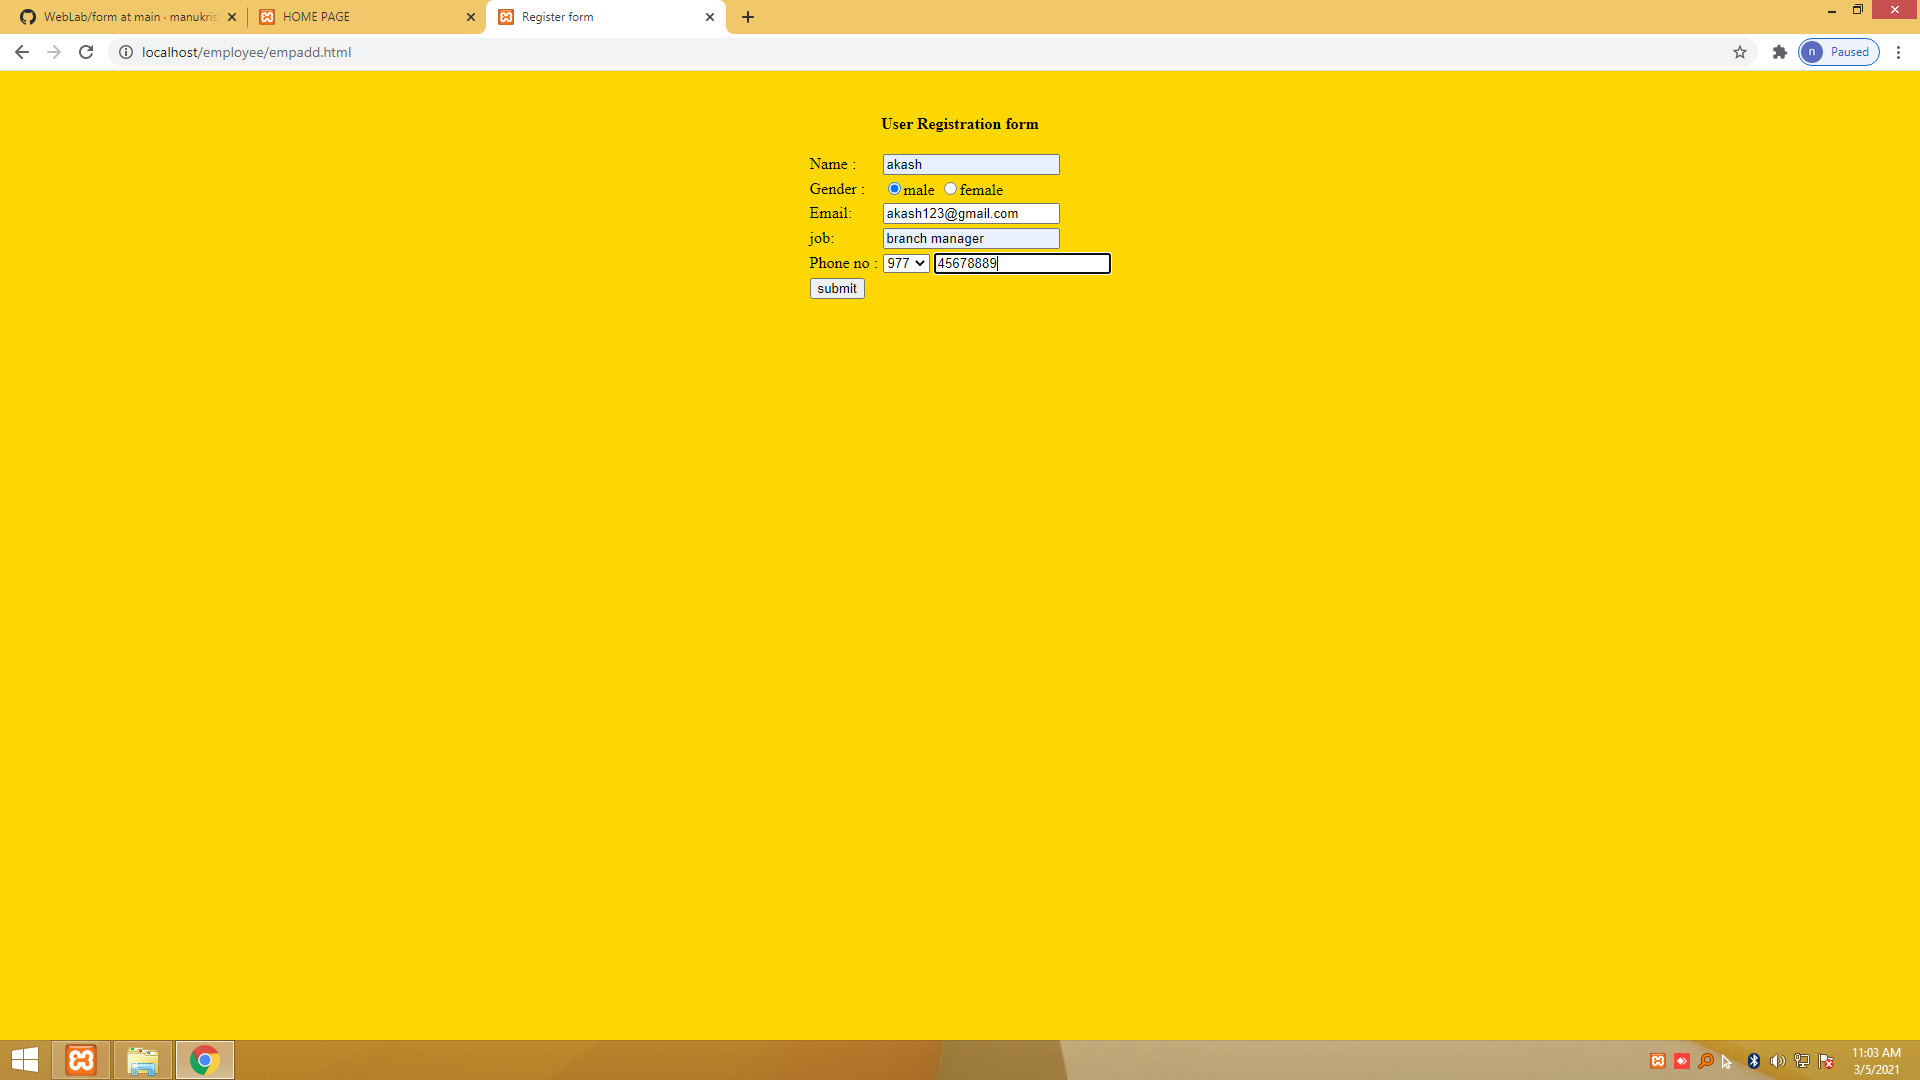 WebLab/form at main · manukris
HOME PAGE
Register form
localhost/employee/empadd.html
n Paused
User Registration form
Name : akash
Gender : male female
Email: akash123@gmail.com
job: branch manager
Phone no : 977 45678889
submit
11:03 AM
3/5/2021